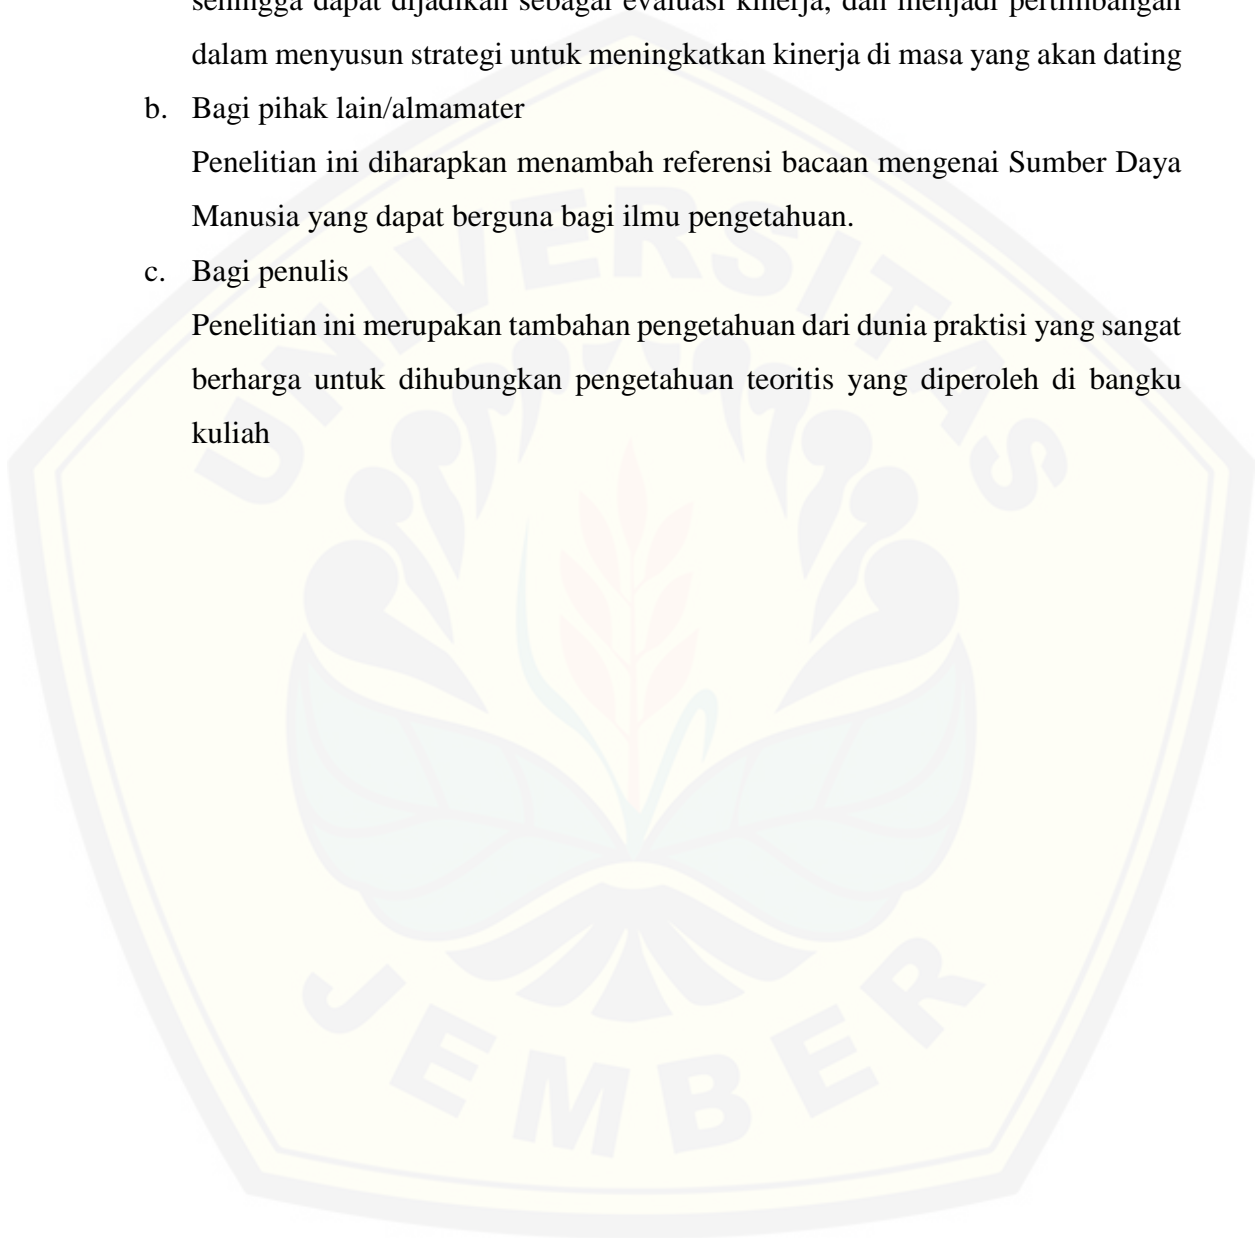 sehingga dapat dijadikan sebagai evaluasi kinerja, dan menjadi pertimbangan
dalam menyusun strategi untuk meningkatkan kinerja di masa yang akan dating
b. Bagi pihak lain/almamater
Penelitian ini diharapkan menambah referensi bacaan mengenai Sumber Daya
Manusia yang dapat berguna bagi ilmu pengetahuan.
c. Bagi penulis
Penelitian ini merupakan tambahan pengetahuan dari dunia praktisi yang sangat
berharga untuk dihubungkan pengetahuan teoritis yang diperoleh di bangku
kuliah
UNIVERSITAS
JEMBER